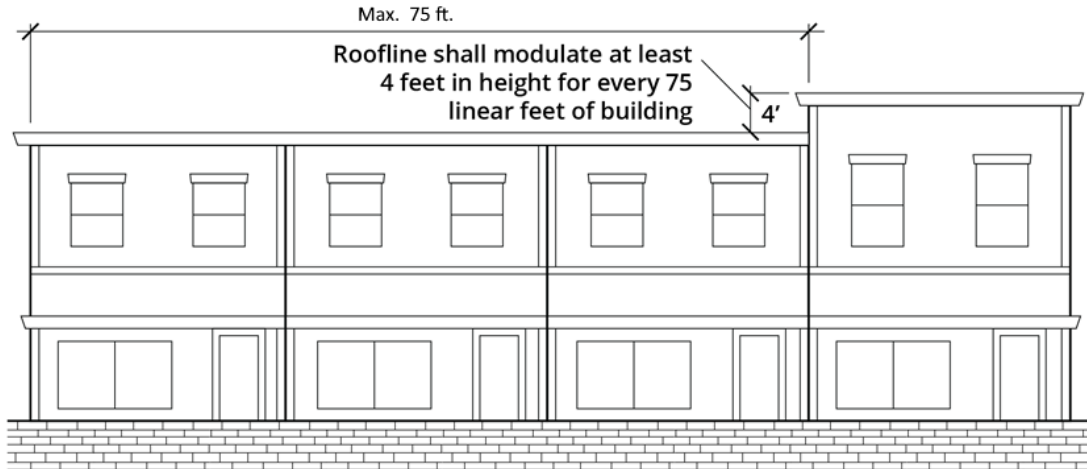 Max. 75 ft.
Roofline shall modulate at least
4 feet in height for every 75
linear feet of building
4’